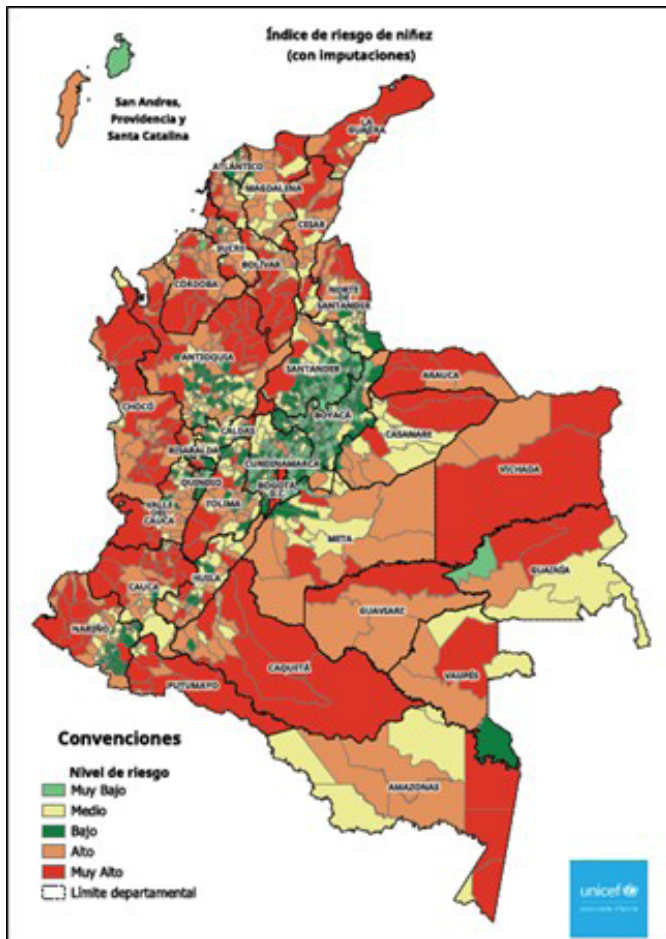 Índice de riesgo de niñez
(con imputaciones)
San Andres,
Providencia y
Santa Catalina
LA
GUAJIRA
ATLÁNTICO
MAGDALENA
CESAR
SUCRE
BOLÍVAR
CÓRDOBA
NORTE
DE
SANTANDER
ANTIOQUIA
SANTANDER
ARAUCA
CHOCÓ
BOYACÁ
CALDAS
CASANARE
RISARALDA
CUNDINAMARCA
VICHADA
QUINDÍO
BOGOTÁ
D.C.
VALLE
DEL
CAUCA
TOLIMA
META
GUAINÍA
HUILA
CAUCA
GUAVIARE
NARIÑO
CAQUETÁ
VAUPÉS
PUTUMAYO
AMAZONAS
Convenciones
Nivel de riesgo
Muy Bajo
Medio
Bajo
Alto
Muy Alto
Límite departamental
unicef